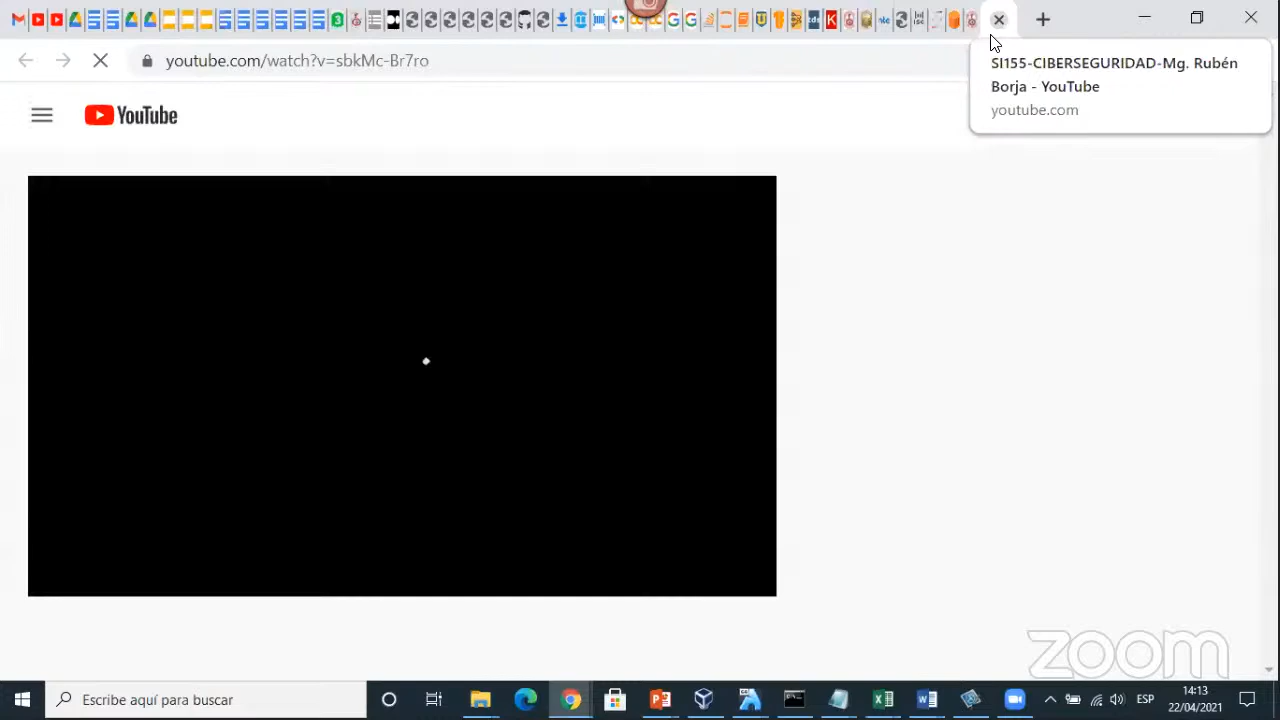 youtube.com/watch?v=sbkMc-Br7ro
SI155-CIBERSEGURIDAD-Mg. Rubén
Borja - YouTube
youtube.com
YouTube
zoom
Escribe aquí para buscar
ESP
14:13
22/04/2021